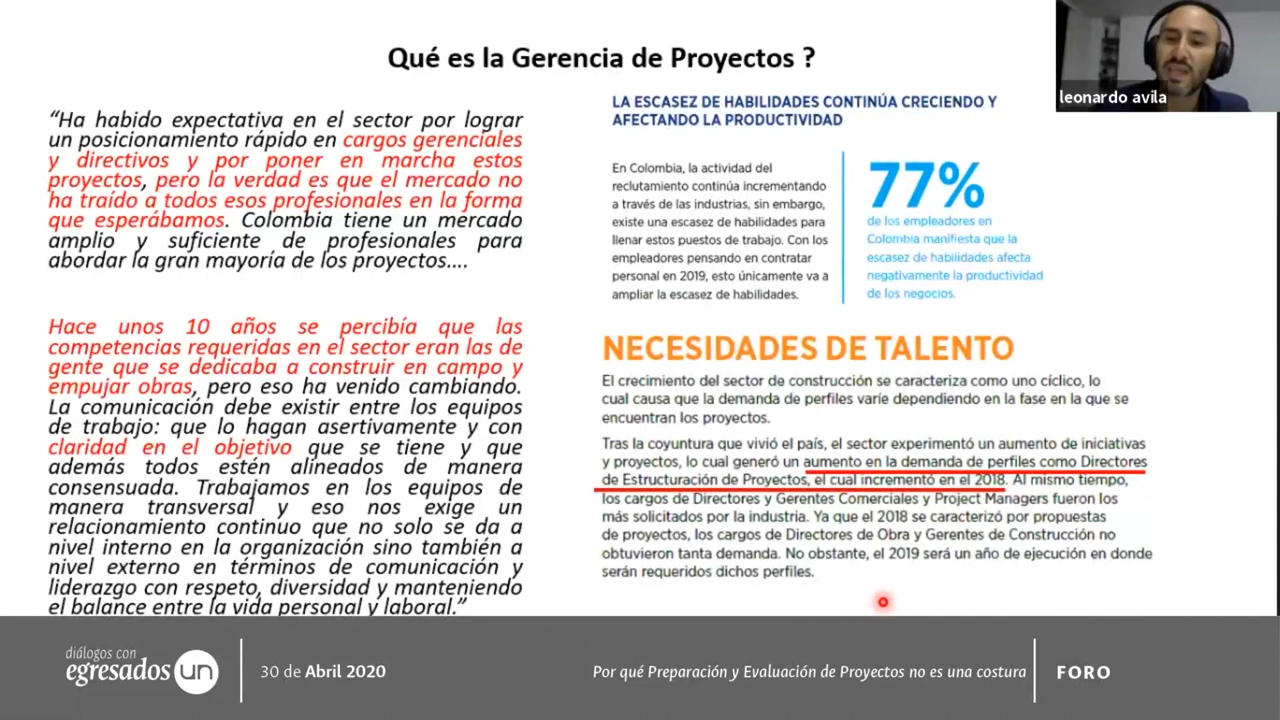 Qué es la Gerencia de Proyectos ?
leonardo avila
“Ha habido expectativa en el sector por lograr
un posicionamiento rápido en cargos gerenciales
y directivos y por poner en marcha estos
proyectos, pero la verdad es que el mercado no
ha traído a todos esos profesionales en la forma
que esperábamos. Colombia tiene un mercado
amplio y suficiente de profesionales para
abordar la gran mayoría de los proyectos….
Hace unos 10 años se percibía que las
competencias requeridas en el sector eran las de
gente que se dedicaba a construir en campo y
empujar obras, pero eso ha venido cambiando.
La comunicación debe existir entre los equipos
de trabajo: que lo hagan asertivamente y con
claridad en el objetivo que se tiene y que
además todos estén alineados de manera
consensuada. Trabajamos en los equipos de
manera transversal y eso nos exige un
relacionamiento continuo que no solo se da a
nivel interno en la organización sino también a
nivel externo en términos de comunicación y
liderazgo con respeto, diversidad y manteniendo
el balance entre la vida personal y laboral.”
LA ESCASEZ DE HABILIDADES CONTINÚA CRECIENDO Y
AFECTANDO LA PRODUCTIVIDAD
En Colombia, la actividad del
reclutamiento continúa incrementando
a través de las industrias, sin embargo,
existe una escasez de habilidades para
llenar estos puestos de trabajo. Con los
empleadores pensando en contratar
personal en 2019, esto únicamente va a
ampliar la escasez de habilidades.
77%
de los empleadores en
Colombia manifiesta que la
escasez de habilidades afecta
negativamente la productividad
de los negocios.
NECESIDADES DE TALENTO
El crecimiento del sector de construcción se caracteriza como uno cíclico, lo
cual causa que la demanda de perfiles varíe dependiendo en la fase en la que se
encuentran los proyectos.
Tras la coyuntura que vivió el país, el sector experimentó un aumento de iniciativas
y proyectos, lo cual generó un aumento en la demanda de perfiles como Directores
de Estructuración de Proyectos, el cual incrementó en el 2018. Al mismo tiempo,
los cargos de Directores y Gerentes Comerciales y Project Managers fueron los
más solicitados por la industria. Ya que el 2018 se caracterizó por propuestas
de proyectos, los cargos de Directores de Obra y Gerentes de Construcción no
obtuvieron tanta demanda. No obstante, el 2019 será un año de ejecución en donde
serán requeridos dichos perfiles.
diálogos con
egresados un
30 de Abril 2020
Por qué Preparación y Evaluación de Proyectos no es una costura
FORO